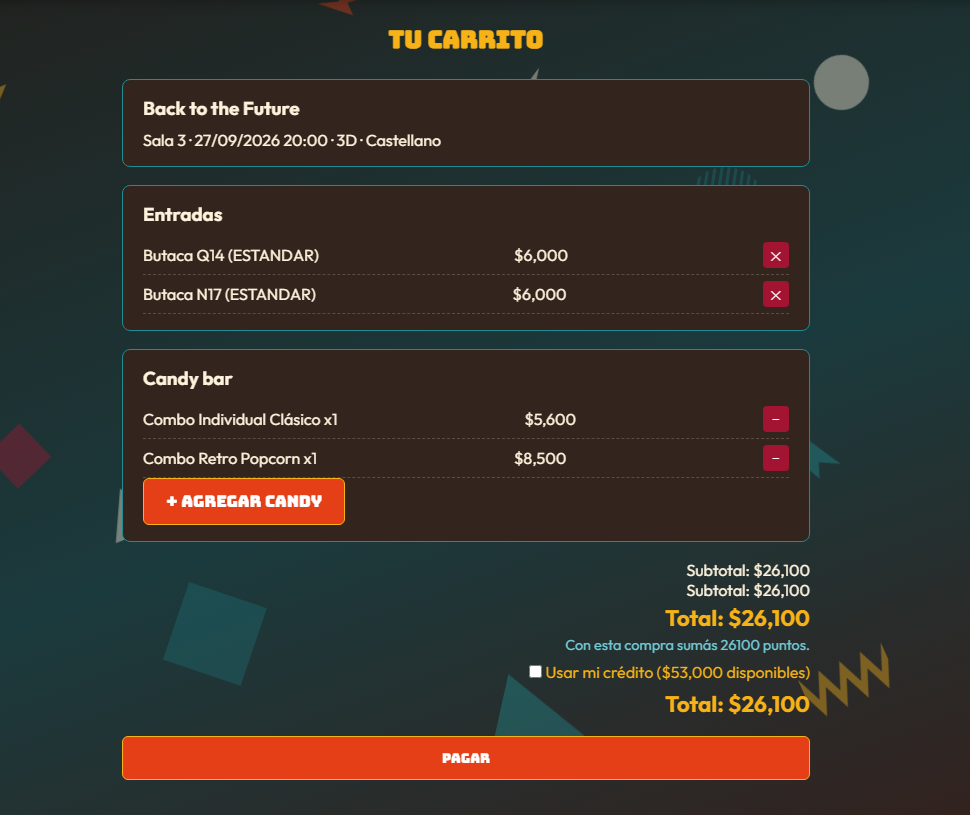 TU CARRITO
Back to the Future
Sala 3 · 27/09/2026 20:00 · 3D · Castellano
Entradas
Butaca Q14 (ESTANDAR) $6,000 ×
Butaca N17 (ESTANDAR) $6,000 ×
Candy bar
Combo Individual Clásico x1 $5,600 −
Combo Retro Popcorn x1 $8,500 −
+ AGREGAR CANDY
Subtotal: $26,100
Subtotal: $26,100
Total: $26,100
Con esta compra sumás 26100 puntos.
Usar mi crédito ($53,000 disponibles)
Total: $26,100
PAGAR